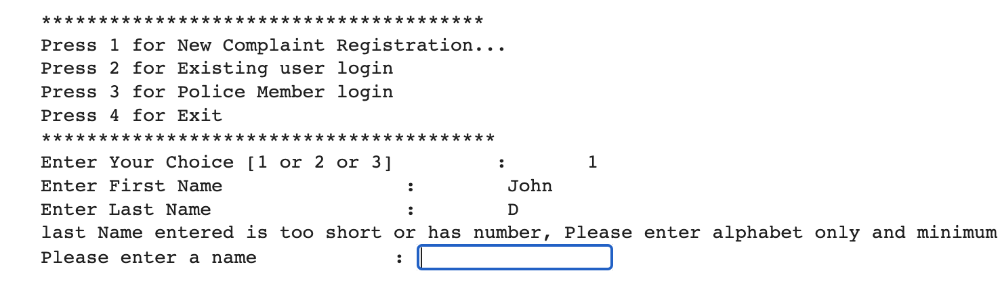 ***************************************
Press 1 for New Complaint Registration...
Press 2 for Existing user login
Press 3 for Police Member login
Press 4 for Exit
****************************************
Enter Your Choice [1 or 2 or 3] : 1
Enter First Name : John
Enter Last Name : D
last Name entered is too short or has number, Please enter alphabet only and minimum
Please enter a name :